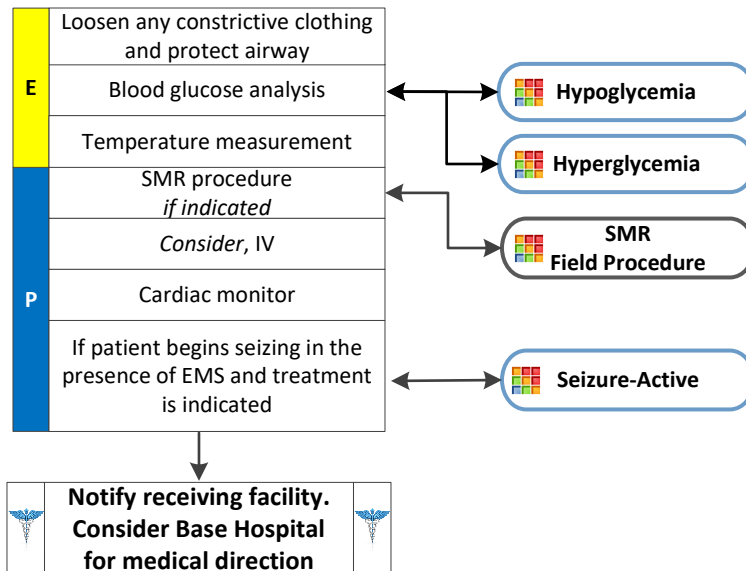 Loosen any constrictive clothing
and protect airway
E
Blood glucose analysis
Hypoglycemia
Temperature measurement
Hyperglycemia
SMR procedure
if indicated
SMR
Field Procedure
Consider, IV
P
Cardiac monitor
If patient begins seizing in the
presence of EMS and treatment
is indicated
Seizure-Active
Notify receiving facility.
Consider Base Hospital
for medical direction